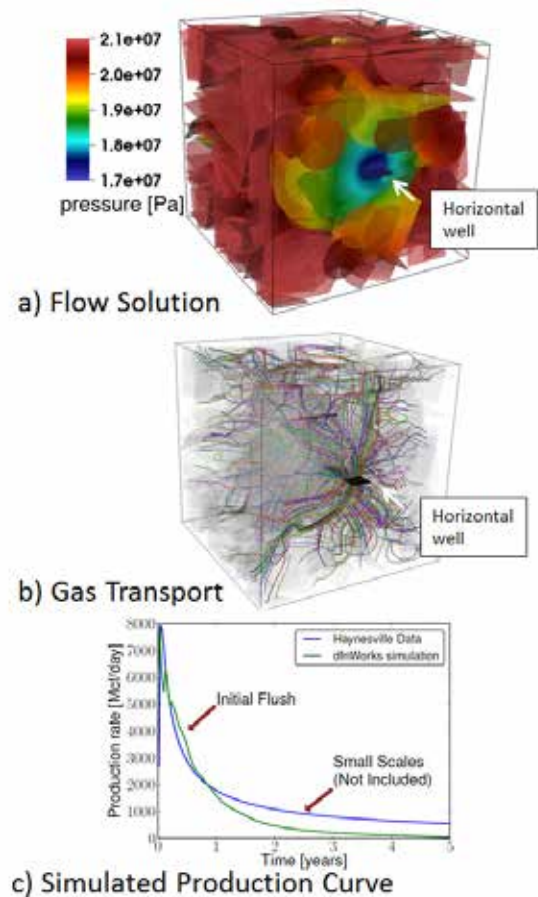 2.1e+07
2.0e+07
1.9e+07
1.8e+07
1.7e+07
pressure [Pa]
Horizontal
well
a) Flow Solution
Horizontal
well
b) Gas Transport
8000
7000
6000
5000
4000
3000
2000
1000
0
Production rate [Mcf/day]
Haynesville Data
dfnWorks simulation
Initial Flush
Small Scales
(Not Included)
0 1 2 3 4 5
Time [years]
c) Simulated Production Curve